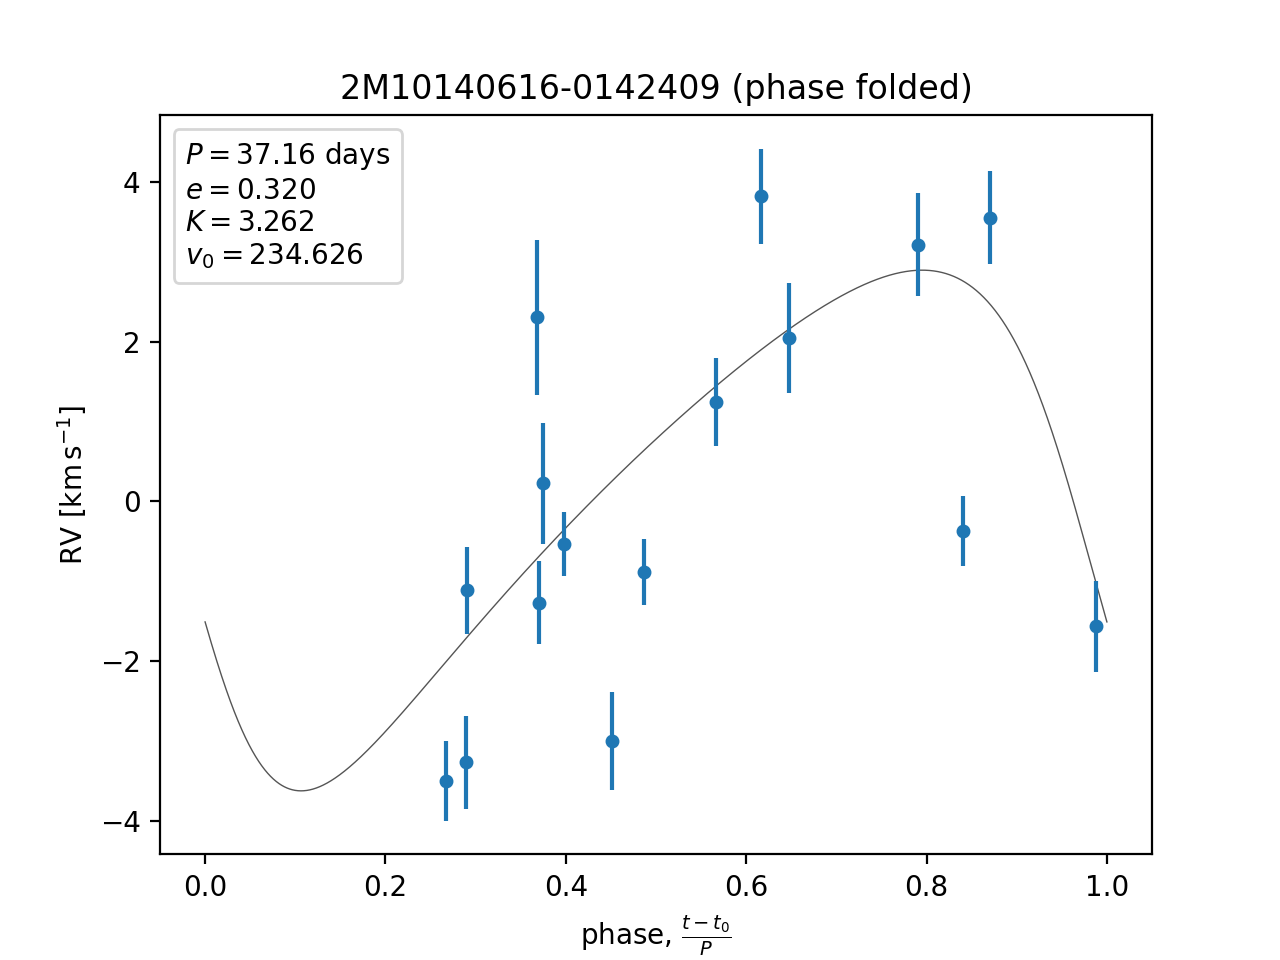 2M10140616-0142409 (phase folded)
P = 37.16 days
e = 0.320
K = 3.262
v₀ = 234.626
4
2
0
−2
−4
RV [km s⁻¹]
0.0 0.2 0.4 0.6 0.8 1.0
phase, (t − t₀)/P